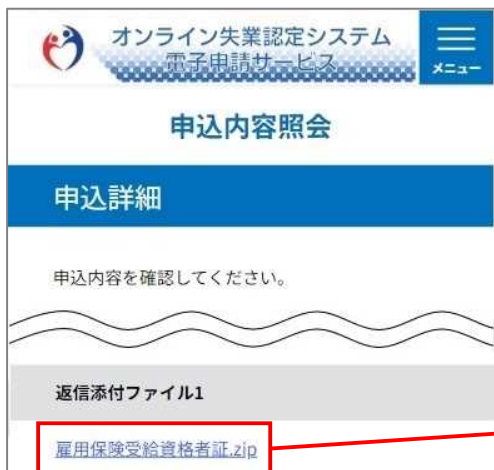 オンライン失業認定システム
電子申請サービス
メニュー
申込内容照会
申込詳細
申込内容を確認してください。
返信添付ファイル1
雇用保険受給資格者証.zip